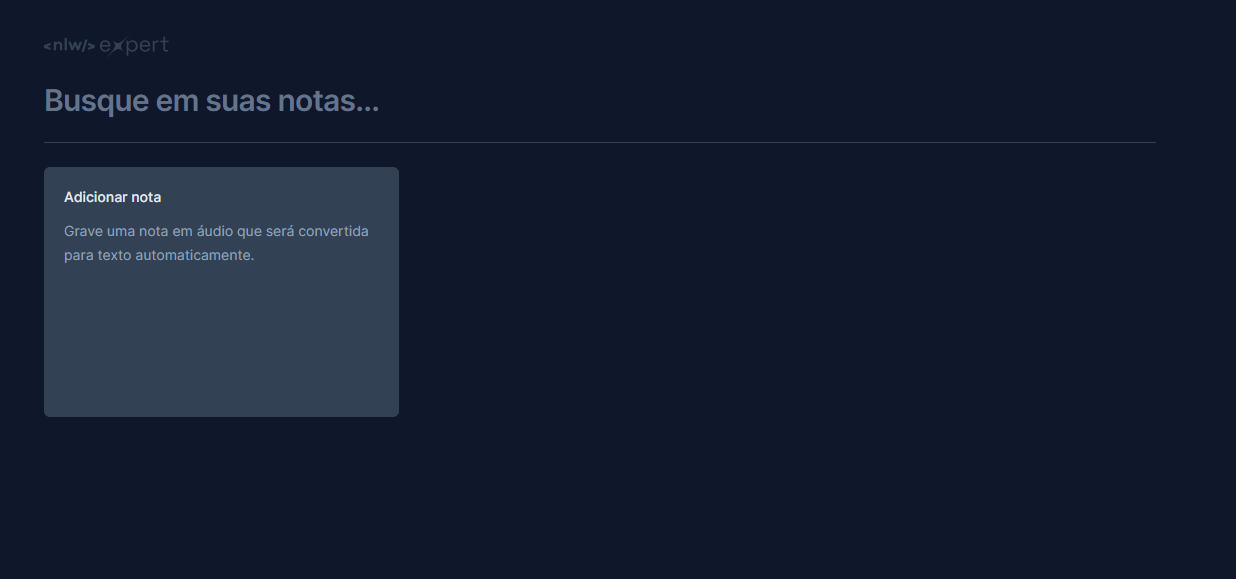 <nlw/> expert
Busque em suas notas...
Adicionar nota
Grave uma nota em áudio que será convertida
para texto automaticamente.